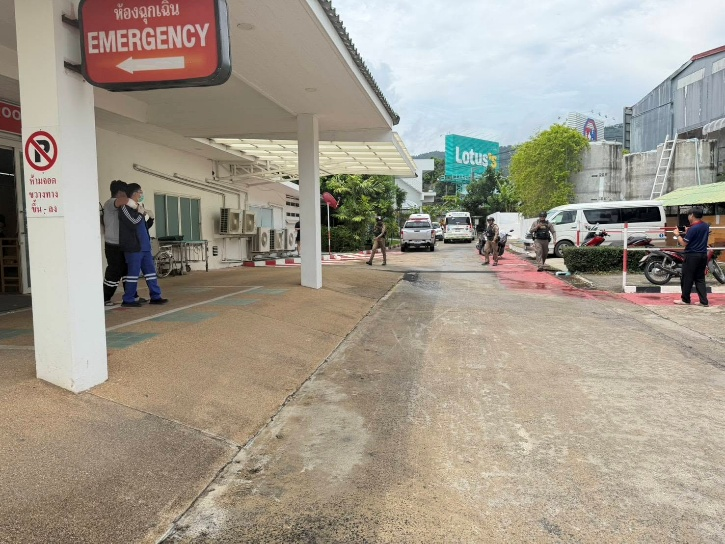 ห้องฉุกเฉิน
EMERGENCY
ห้ามจอด
ขวางทาง
ขึ้น - ลง
Lotus's